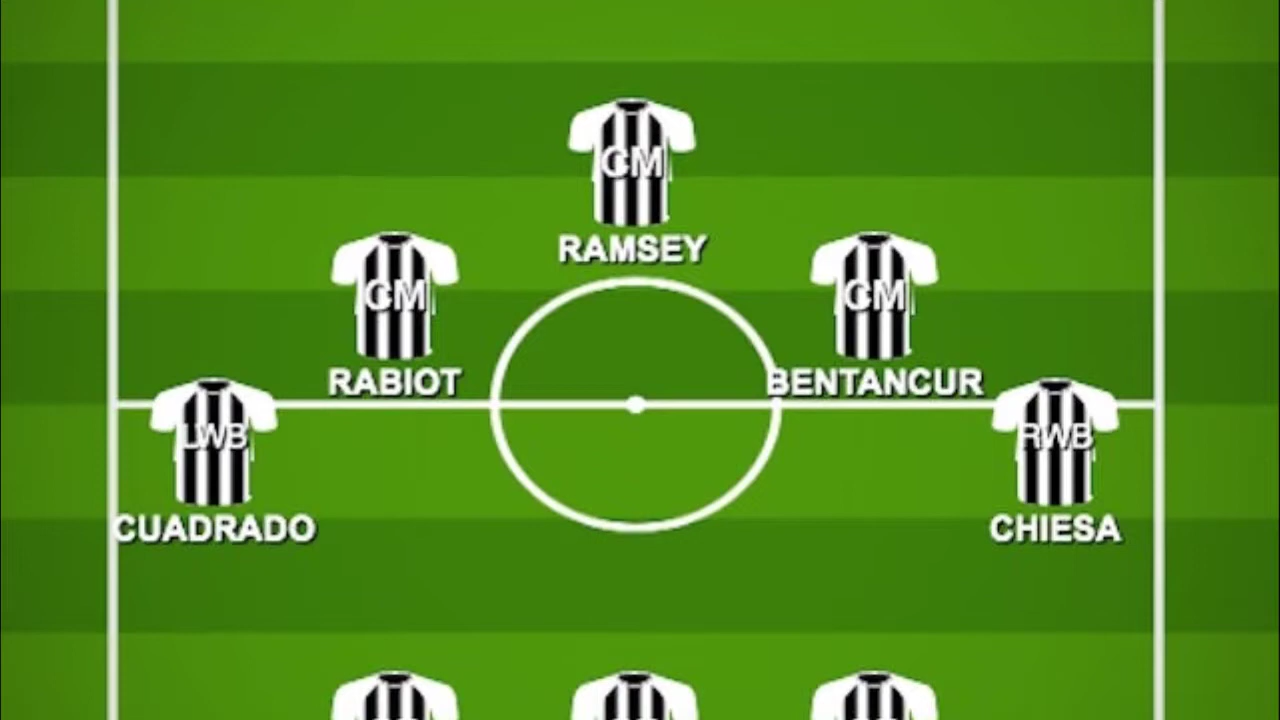 CM
RAMSEY
CM
CM
RABIOT
BENTANCUR
LWB
RWB
CUADRADO
CHIESA